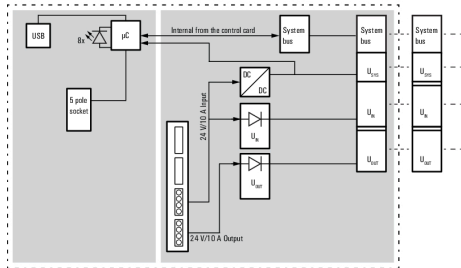 USB
8x
µC
Internal from the control card
System
bus
System
bus
System
bus
DC
DC
U_SYS
U_SYS
5 pole
socket
24 V/10 A Input
U_IN
U_IN
U_IN
U_OUT
U_OUT
U_OUT
24 V/10 A Output